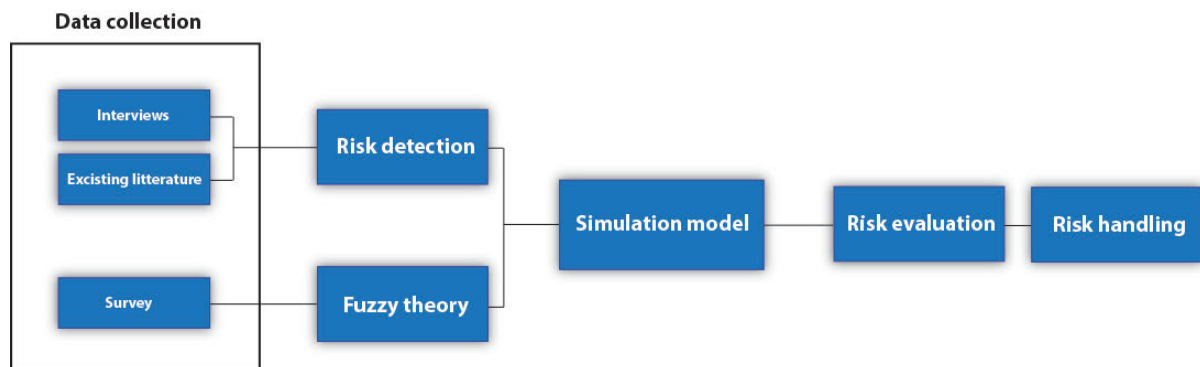 Data collection
Interviews
Excisting litterature
Survey
Risk detection
Fuzzy theory
Simulation model
Risk evaluation
Risk handling